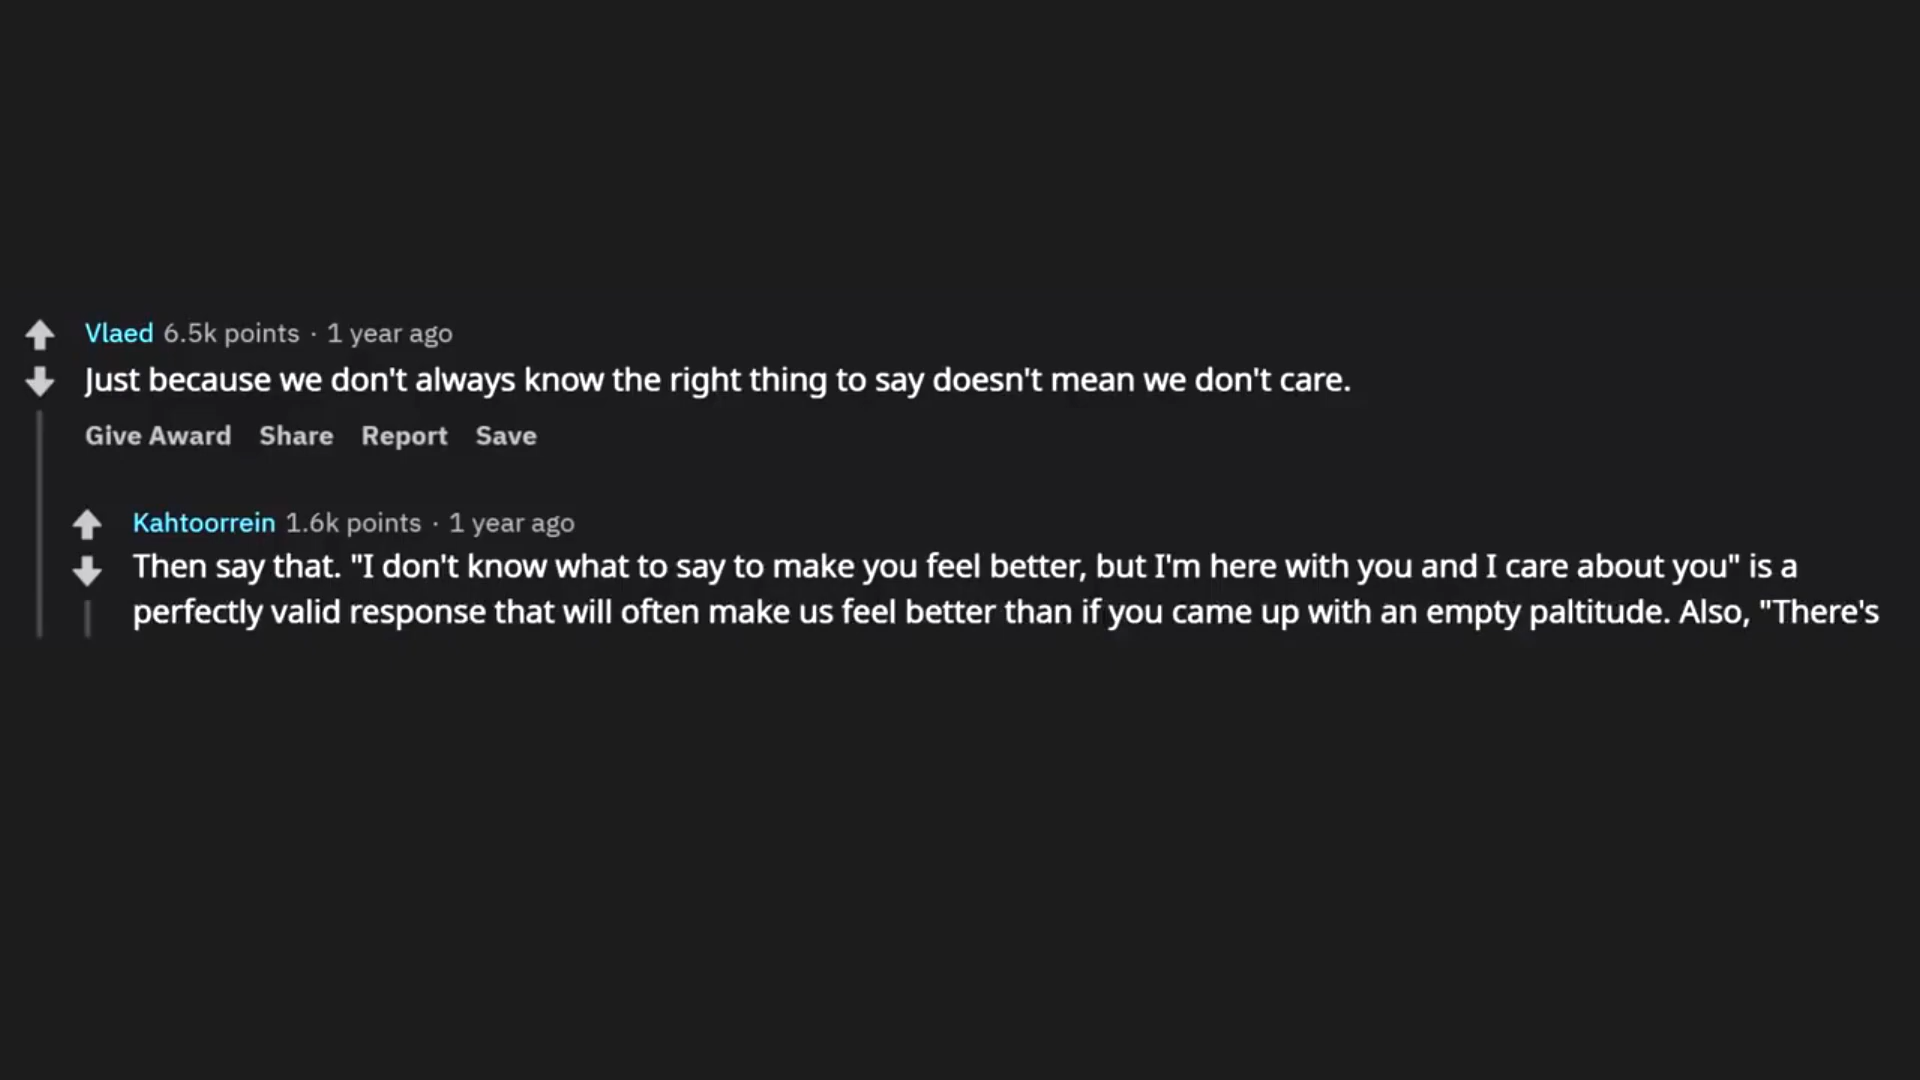 Vlaed 6.5k points · 1 year ago
Just because we don't always know the right thing to say doesn't mean we don't care.
Give Award Share Report Save
Kahtoorrein 1.6k points · 1 year ago
Then say that. "I don't know what to say to make you feel better, but I'm here with you and I care about you" is a
perfectly valid response that will often make us feel better than if you came up with an empty paltitude. Also, "There's